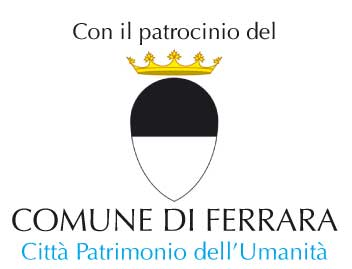 Con il patrocinio del
COMUNE DI FERRARA
Città Patrimonio dell'Umanità